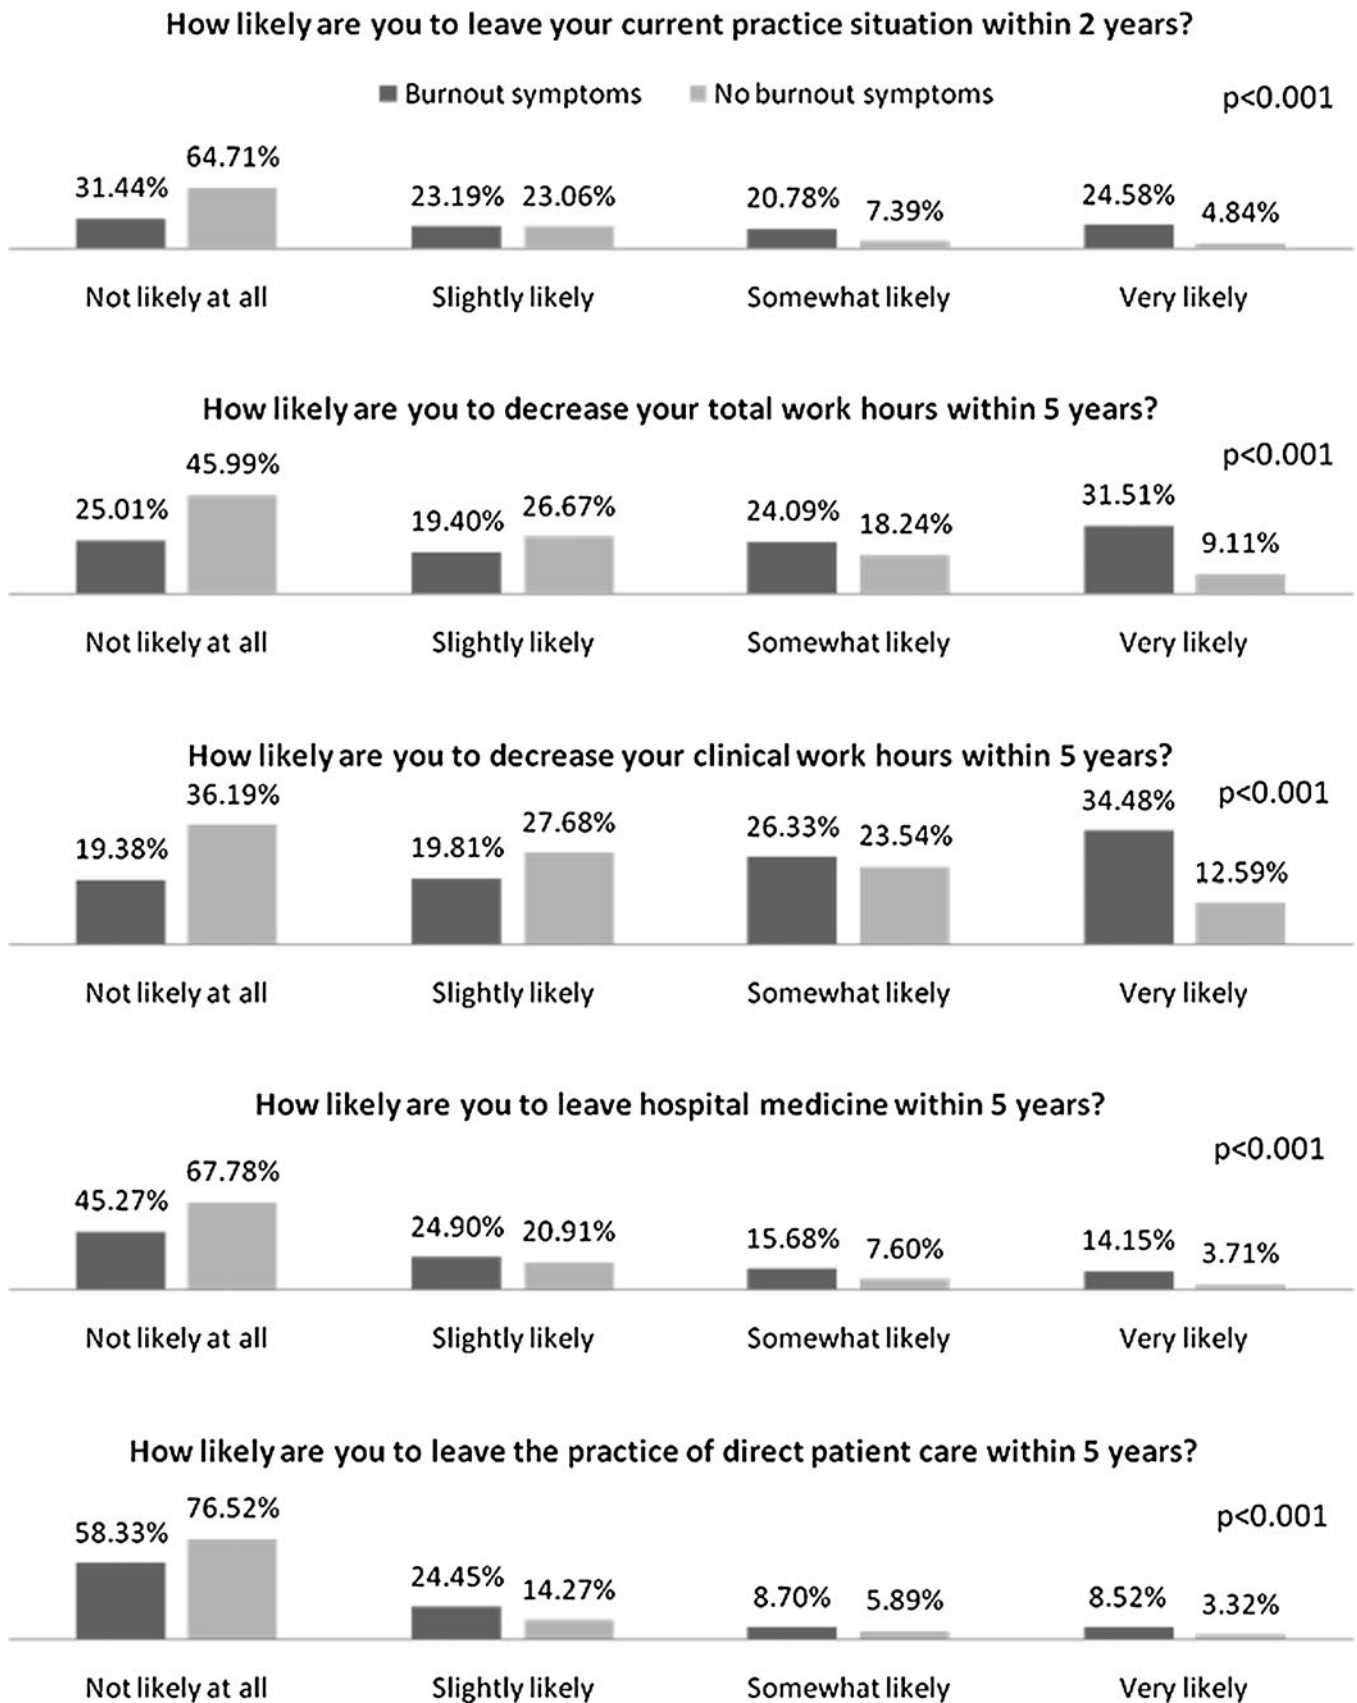 How likely are you to leave your current practice situation within 2 years?
Burnout symptoms No burnout symptoms p<0.001
31.44% 64.71% 23.19% 23.06% 20.78% 7.39% 24.58% 4.84%
Not likely at all Slightly likely Somewhat likely Very likely
How likely are you to decrease your total work hours within 5 years?
p<0.001
25.01% 45.99% 19.40% 26.67% 24.09% 18.24% 31.51% 9.11%
Not likely at all Slightly likely Somewhat likely Very likely
How likely are you to decrease your clinical work hours within 5 years?
p<0.001
19.38% 36.19% 19.81% 27.68% 26.33% 23.54% 34.48% 12.59%
Not likely at all Slightly likely Somewhat likely Very likely
How likely are you to leave hospital medicine within 5 years?
p<0.001
45.27% 67.78% 24.90% 20.91% 15.68% 7.60% 14.15% 3.71%
Not likely at all Slightly likely Somewhat likely Very likely
How likely are you to leave the practice of direct patient care within 5 years?
p<0.001
58.33% 76.52% 24.45% 14.27% 8.70% 5.89% 8.52% 3.32%
Not likely at all Slightly likely Somewhat likely Very likely